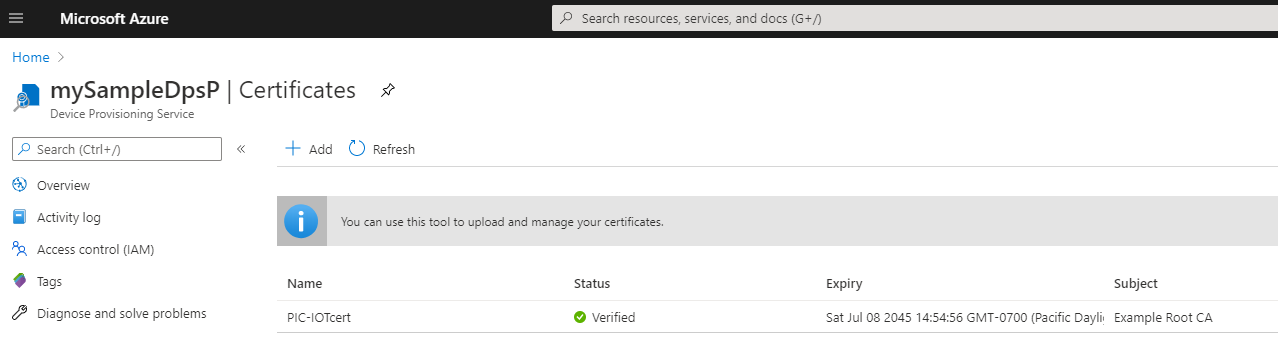 Microsoft Azure
Search resources, services, and docs (G+/)
Home
mySampleDpsP | Certificates
Device Provisioning Service
Search (Ctrl+/)
Add
Refresh
Overview
Activity log
Access control (IAM)
Tags
Diagnose and solve problems
You can use this tool to upload and manage your certificates.
Name Status Expiry Subject
PIC-IOTcert Verified Sat Jul 08 2045 14:54:56 GMT-0700 (Pacific Dayli Example Root CA